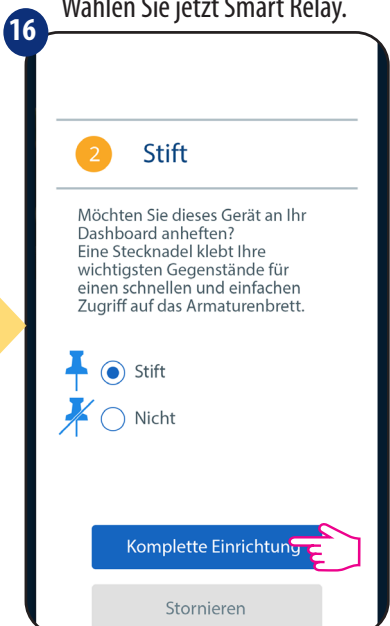 Wählen Sie jetzt Smart Relay.
16
2 Stift
Möchten Sie dieses Gerät an Ihr
Dashboard anheften?
Eine Stecknadel klebt Ihre
wichtigsten Gegenstände für
einen schnellen und einfachen
Zugriff auf das Armaturenbrett.
Stift
Nicht
Komplette Einrichtung
Stornieren